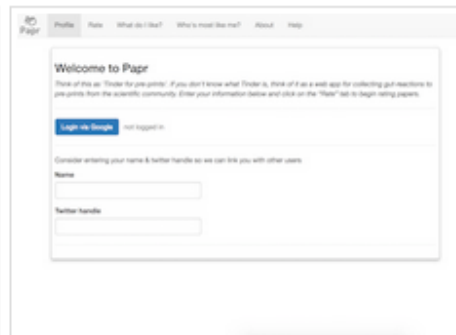 Papr
Profile Rate What do I like? Who's most like me? About Help
Welcome to Papr
Think of this as 'Tinder for pre-prints'. If you don't know what Tinder is, think of it as a web app for collecting gut reactions to
pre-prints from the scientific community. Enter your information below and click on the "Rate" tab to begin rating papers.
Login via Google not logged in
Consider entering your name & twitter handle so we can link you with other users.
Name
Twitter handle